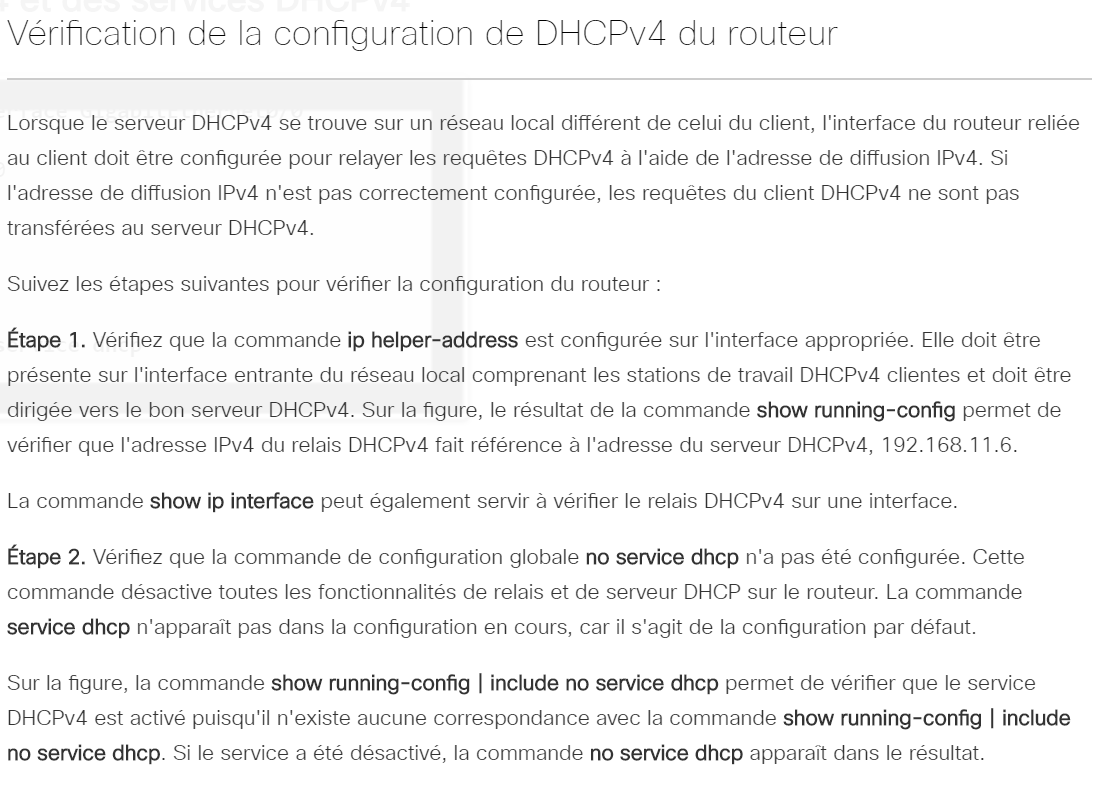 4 et des services DHCPv4
Vérification de la configuration de DHCPv4 du routeur
Lorsque le serveur DHCPv4 se trouve sur un réseau local différent de celui du client, l'interface du routeur reliée
au client doit être configurée pour relayer les requêtes DHCPv4 à l'aide de l'adresse de diffusion IPv4. Si
l'adresse de diffusion IPv4 n'est pas correctement configurée, les requêtes du client DHCPv4 ne sont pas
transférées au serveur DHCPv4.
Suivez les étapes suivantes pour vérifier la configuration du routeur :
Étape 1. Vérifiez que la commande ip helper-address est configurée sur l'interface appropriée. Elle doit être
présente sur l'interface entrante du réseau local comprenant les stations de travail DHCPv4 clientes et doit être
dirigée vers le bon serveur DHCPv4. Sur la figure, le résultat de la commande show running-config permet de
vérifier que l'adresse IPv4 du relais DHCPv4 fait référence à l'adresse du serveur DHCPv4, 192.168.11.6.
La commande show ip interface peut également servir à vérifier le relais DHCPv4 sur une interface.
Étape 2. Vérifiez que la commande de configuration globale no service dhcp n'a pas été configurée. Cette
commande désactive toutes les fonctionnalités de relais et de serveur DHCP sur le routeur. La commande
service dhcp n'apparaît pas dans la configuration en cours, car il s'agit de la configuration par défaut.
Sur la figure, la commande show running-config | include no service dhcp permet de vérifier que le service
DHCPv4 est activé puisqu'il n'existe aucune correspondance avec la commande show running-config | include
no service dhcp. Si le service a été désactivé, la commande no service dhcp apparaît dans le résultat.